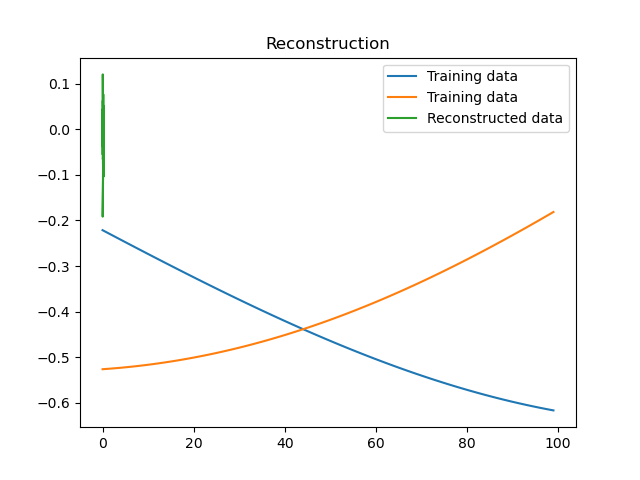 Reconstruction
Training data
Training data
Reconstructed data
0.1
0.0
−0.1
−0.2
−0.3
−0.4
−0.5
−0.6
0 20 40 60 80 100